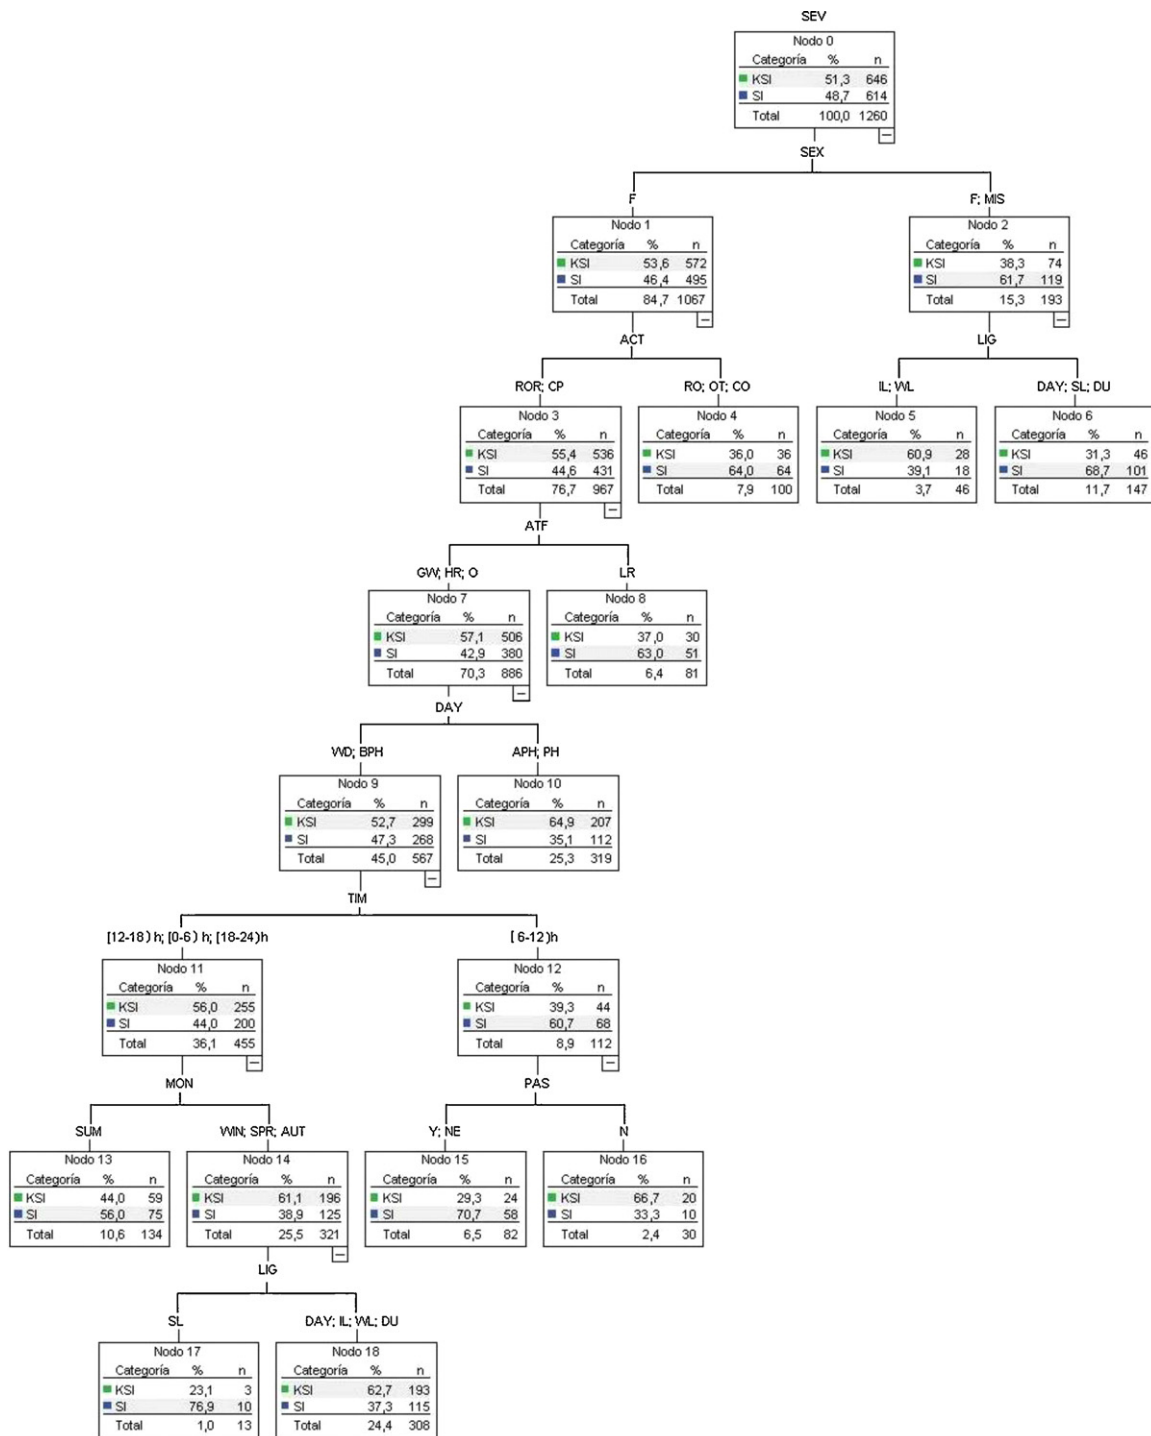 SEV
Nodo 0
Categoría % n
KSI 51,3 646
SI 48,7 614
Total 100,0 1260
SEX
F
F; MIS
Nodo 1
Categoría % n
KSI 53,6 572
SI 46,4 495
Total 84,7 1067
Nodo 2
Categoría % n
KSI 38,3 74
SI 61,7 119
Total 15,3 193
ACT
LIG
ROR; CP
RO; OT; CO
IL; WL
DAY; SL; DU
Nodo 3
Categoría % n
KSI 55,4 536
SI 44,6 431
Total 76,7 967
Nodo 4
Categoría % n
KSI 36,0 36
SI 64,0 64
Total 7,9 100
Nodo 5
Categoría % n
KSI 60,9 28
SI 39,1 18
Total 3,7 46
Nodo 6
Categoría % n
KSI 31,3 46
SI 68,7 101
Total 11,7 147
ATF
GW; HR; O
LR
Nodo 7
Categoría % n
KSI 57,1 506
SI 42,9 380
Total 70,3 886
Nodo 8
Categoría % n
KSI 37,0 30
SI 63,0 51
Total 6,4 81
DAY
WD; BPH
APH; PH
Nodo 9
Categoría % n
KSI 52,7 299
SI 47,3 268
Total 45,0 567
Nodo 10
Categoría % n
KSI 64,9 207
SI 35,1 112
Total 25,3 319
TIM
[12-18) h; [0-6) h; [18-24)h
[6-12)h
Nodo 11
Categoría % n
KSI 56,0 255
SI 44,0 200
Total 36,1 455
Nodo 12
Categoría % n
KSI 39,3 44
SI 60,7 68
Total 8,9 112
MON
PAS
SUM
WIN; SPR; AUT
Y; NE
N
Nodo 13
Categoría % n
KSI 44,0 59
SI 56,0 75
Total 10,6 134
Nodo 14
Categoría % n
KSI 61,1 196
SI 38,9 125
Total 25,5 321
Nodo 15
Categoría % n
KSI 29,3 24
SI 70,7 58
Total 6,5 82
Nodo 16
Categoría % n
KSI 66,7 20
SI 33,3 10
Total 2,4 30
LIG
SL
DAY; IL; WL; DU
Nodo 17
Categoría % n
KSI 23,1 3
SI 76,9 10
Total 1,0 13
Nodo 18
Categoría % n
KSI 62,7 193
SI 37,3 115
Total 24,4 308